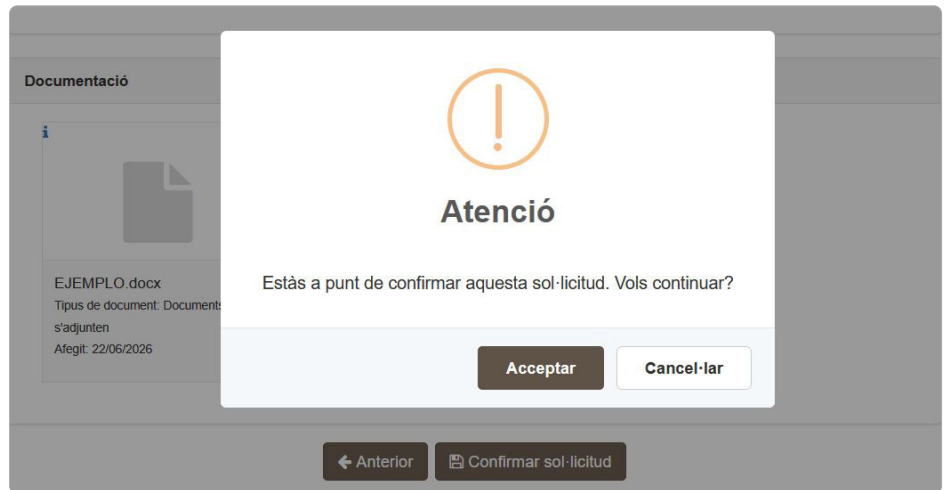 Documentació
i
EJEMPLO.docx
Tipus de document: Documents
s'adjunten
Afegit: 22/06/2026
Atenció
Estàs a punt de confirmar aquesta sol·licitud. Vols continuar?
Acceptar
Cancel·lar
Anterior
Confirmar sol·licitud